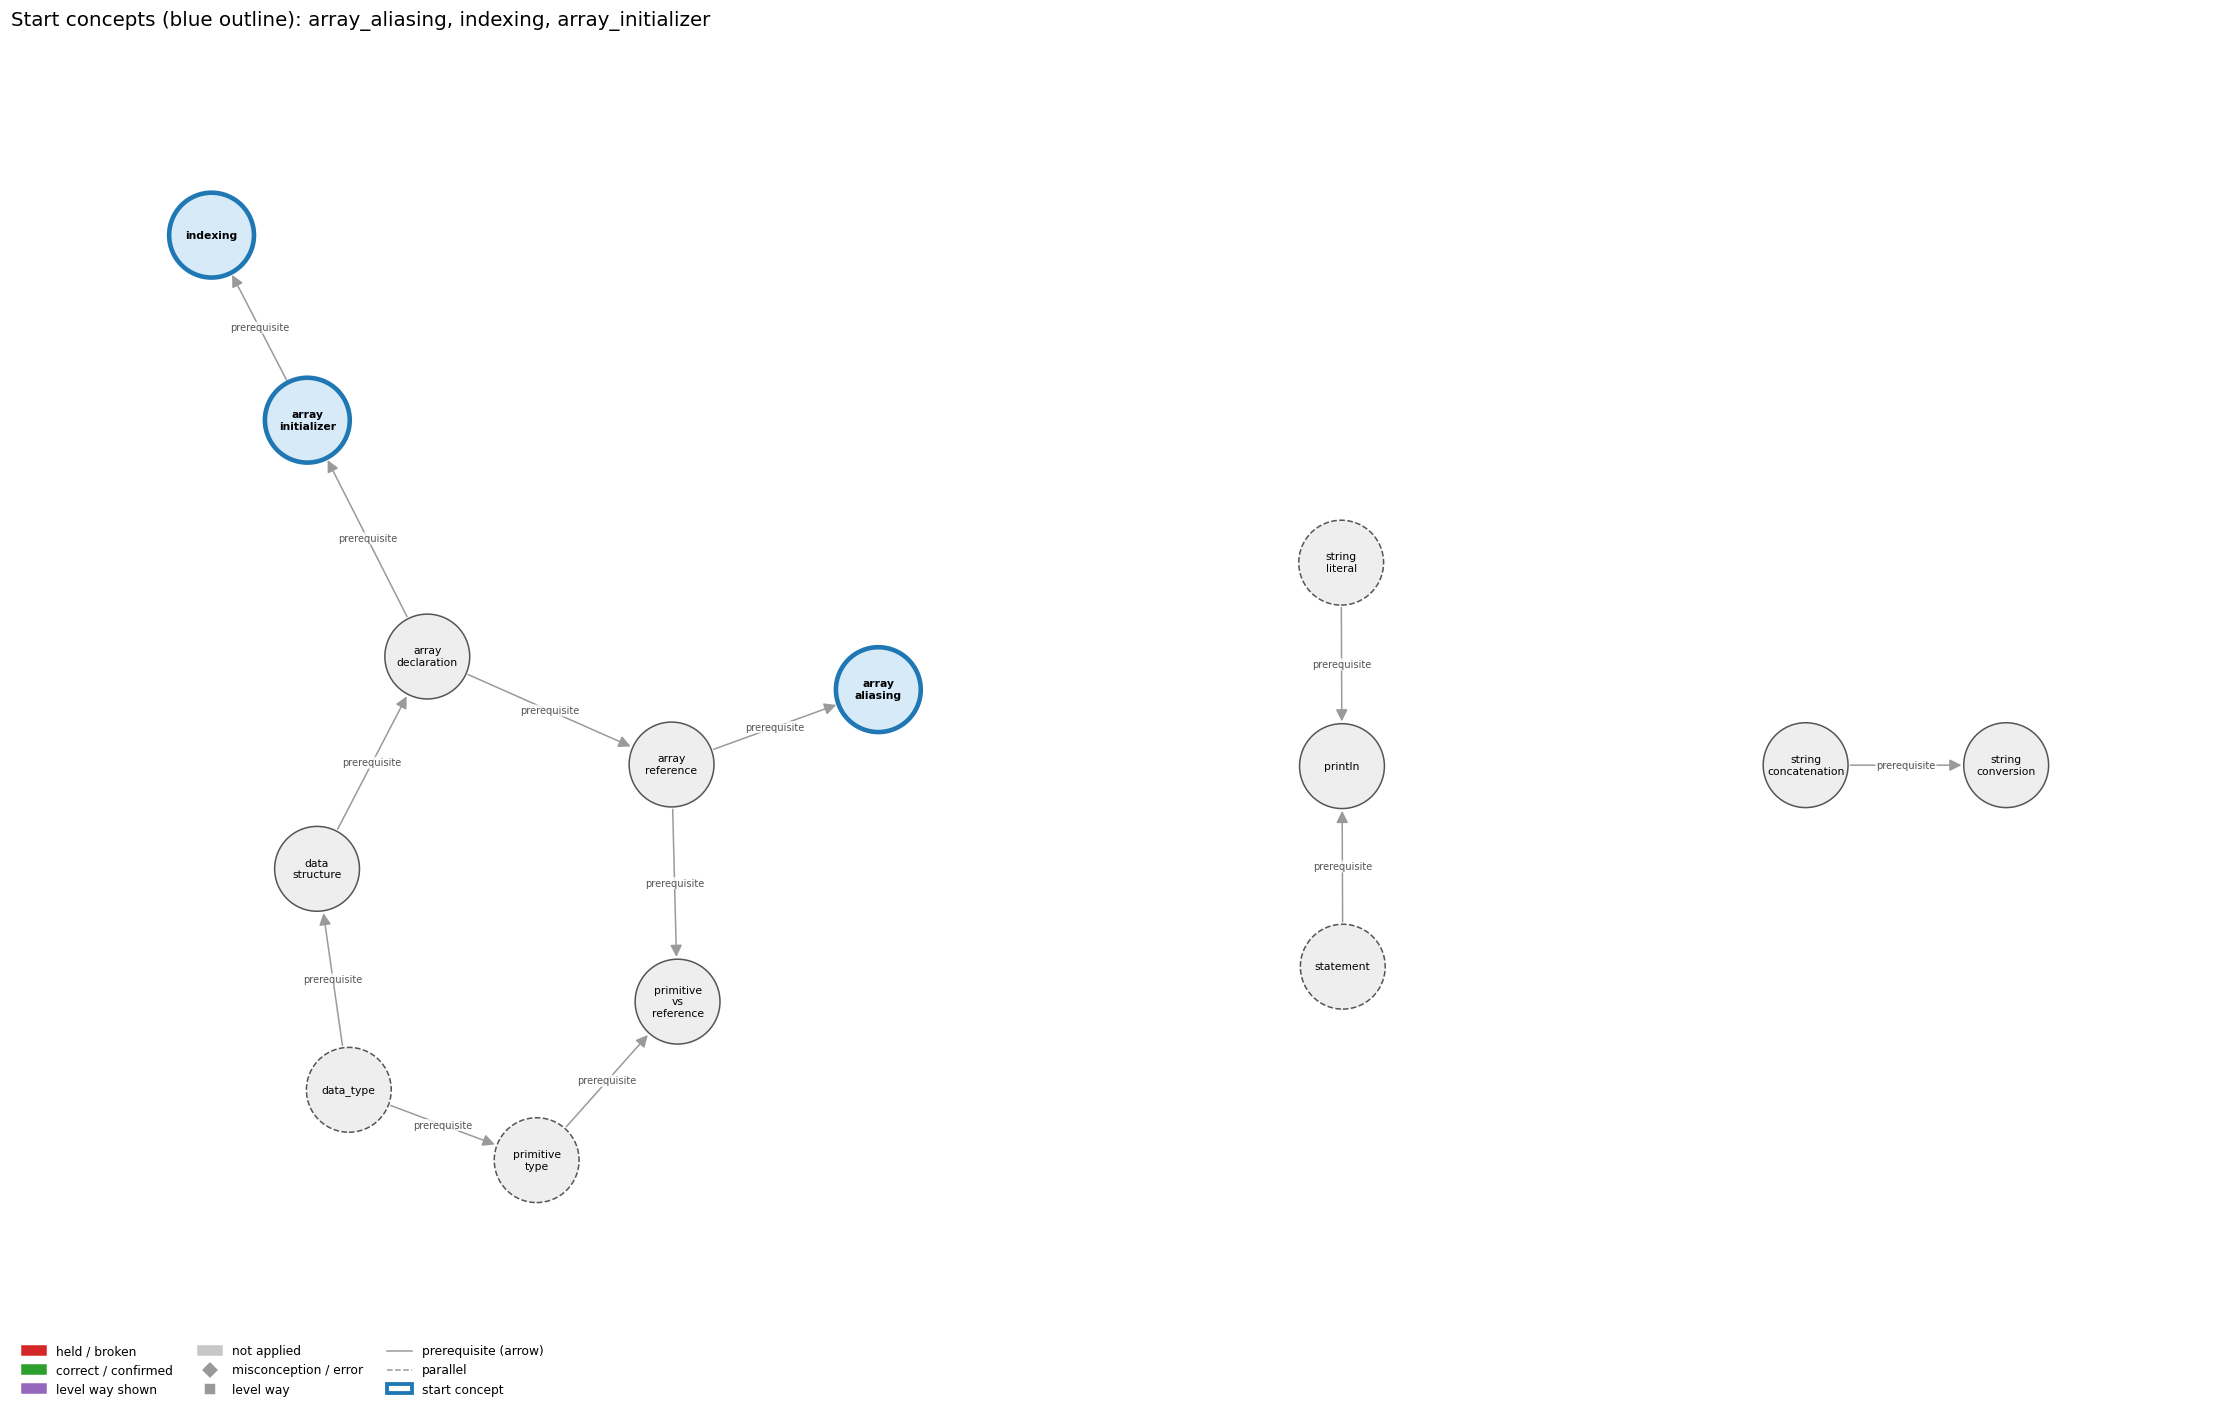 Start concepts (blue outline): array_aliasing, indexing, array_initializer
indexing
prerequisite
array
initializer
prerequisite
string
literal
array
declaration
prerequisite
array
aliasing
prerequisite
prerequisite
prerequisite
array
reference
println
string
concatenation
prerequisite
string
conversion
data
structure
prerequisite
prerequisite
statement
prerequisite
primitive
vs
reference
prerequisite
data_type
prerequisite
primitive
type
held / broken
correct / confirmed
level way shown
not applied
misconception / error
level way
prerequisite (arrow)
parallel
start concept